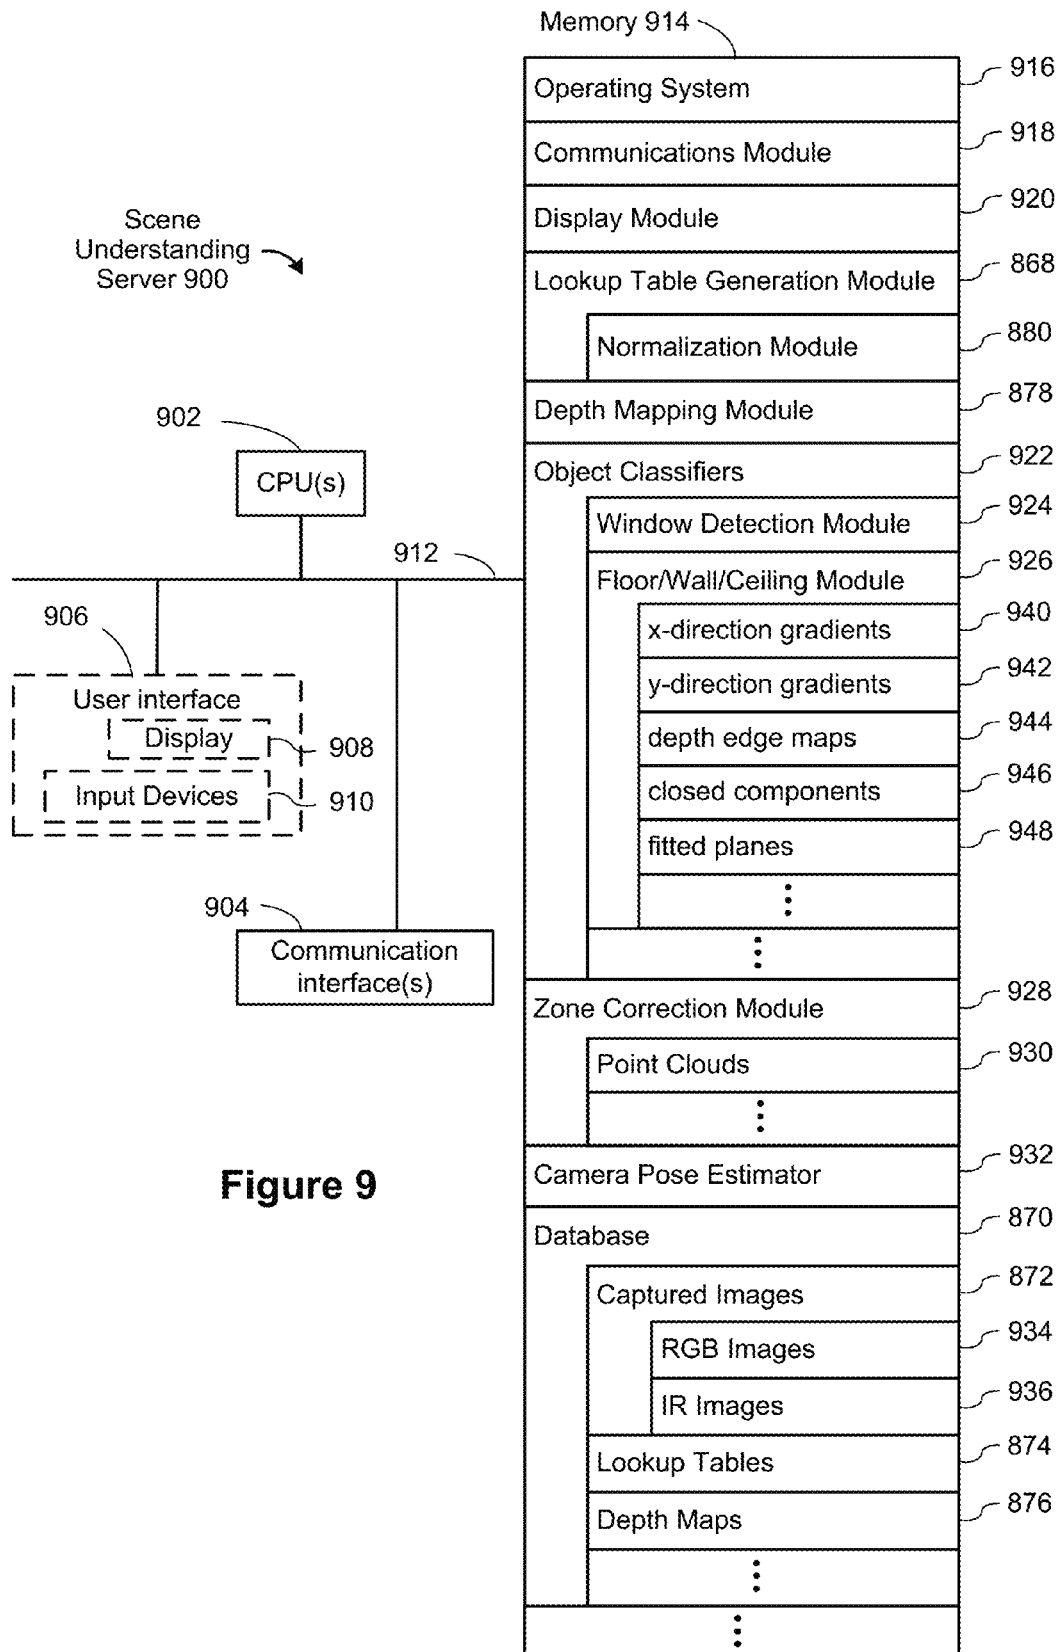 Memory 914
Operating System
916
Communications Module
918
Display Module
920
Scene
Understanding
Server 900
Lookup Table Generation Module
868
Normalization Module
880
Depth Mapping Module
878
902
CPU(s)
Object Classifiers
922
Window Detection Module
924
912
Floor/Wall/Ceiling Module
926
x-direction gradients
940
906
y-direction gradients
942
User interface
Display
908
depth edge maps
944
Input Devices
910
closed components
946
fitted planes
948
904
Communication
interface(s)
Zone Correction Module
928
Point Clouds
930
Figure 9
Camera Pose Estimator
932
Database
870
Captured Images
872
RGB Images
934
IR Images
936
Lookup Tables
874
Depth Maps
876